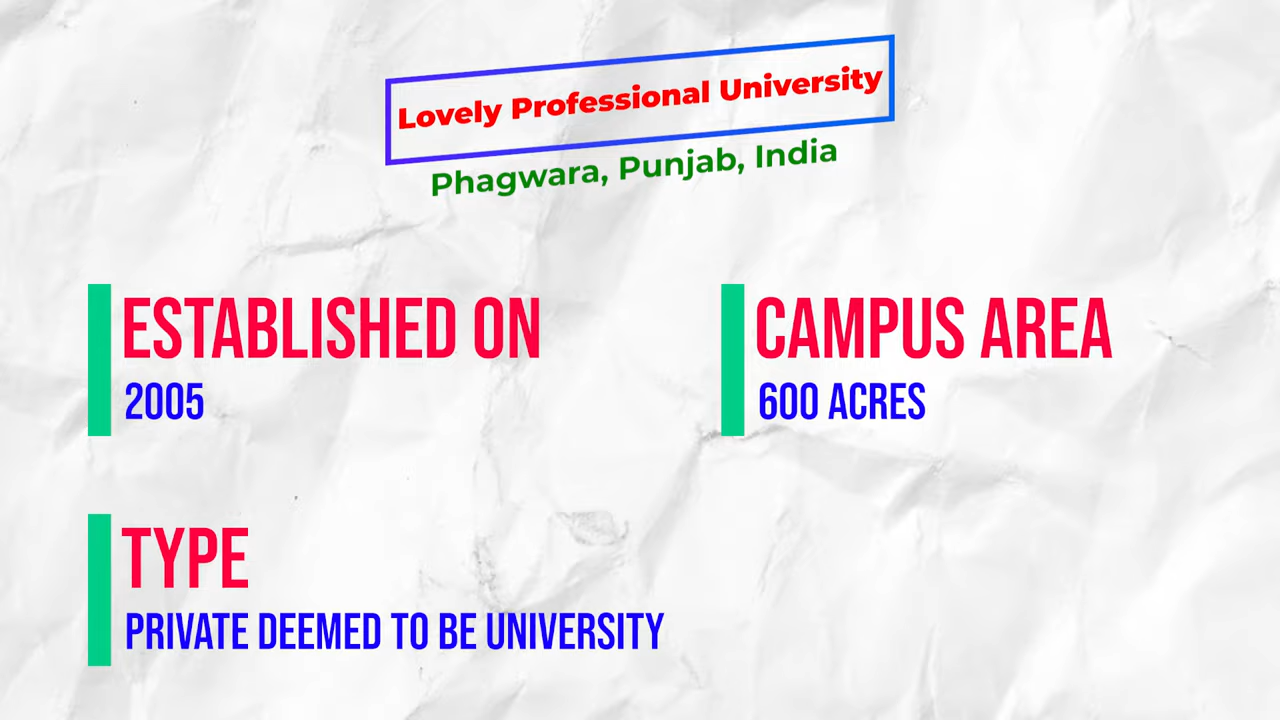 Lovely Professional University
Phagwara, Punjab, India
ESTABLISHED ON
2005
CAMPUS AREA
600 ACRES
TYPE
PRIVATE DEEMED TO BE UNIVERSITY